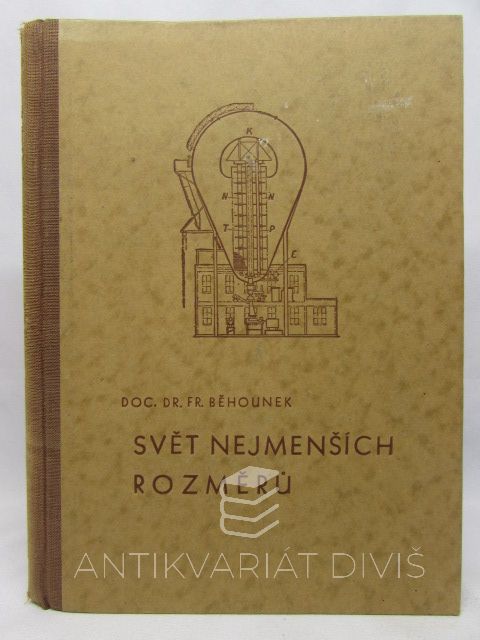 K
N N
T P
E
DOC. DR. FR. BĚHOUNEK
SVĚT NEJMENŠÍCH
ROZMĚRŮ
ANTIKVARIÁT DIVIŠ